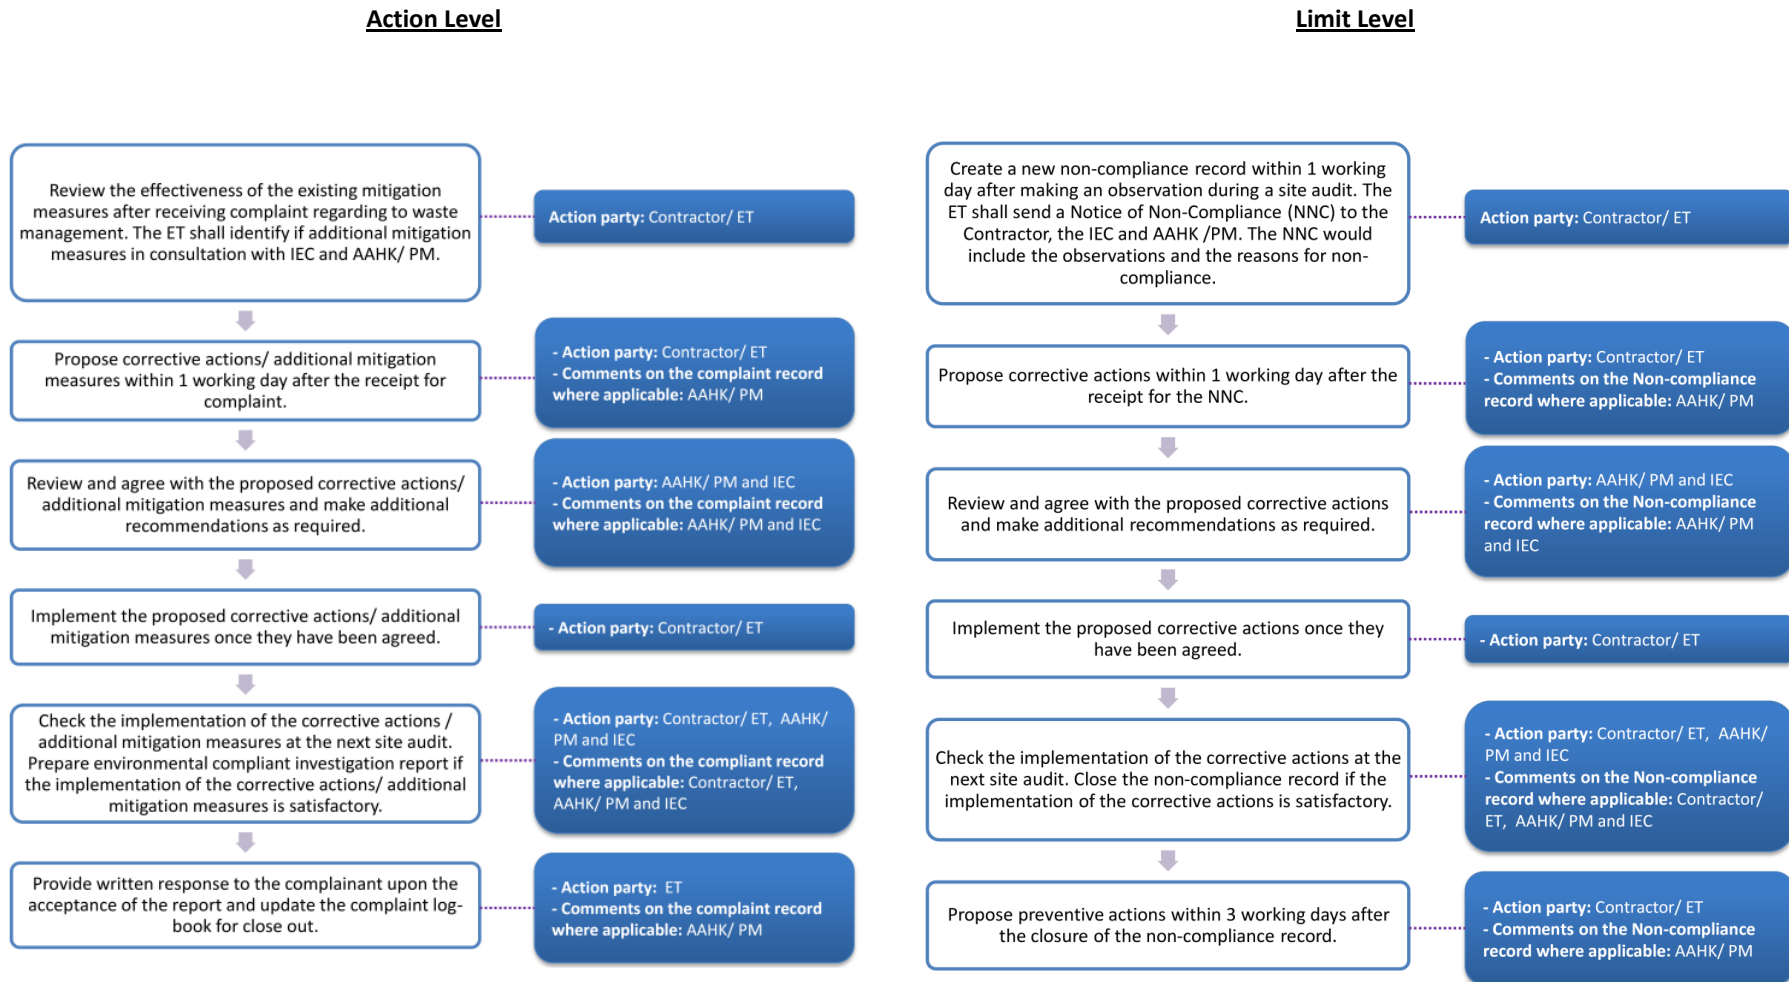 Action Level
Review the effectiveness of the existing mitigation
measures after receiving complaint regarding to waste
management. The ET shall identify if additional mitigation
measures in consultation with IEC and AAHK/ PM.
Action party: Contractor/ ET
Propose corrective actions/ additional mitigation
measures within 1 working day after the receipt for
complaint.
- Action party: Contractor/ ET
- Comments on the complaint record
where applicable: AAHK/ PM
Review and agree with the proposed corrective actions/
additional mitigation measures and make additional
recommendations as required.
- Action party: AAHK/ PM and IEC
- Comments on the complaint record
where applicable: AAHK/ PM and IEC
Implement the proposed corrective actions/ additional
mitigation measures once they have been agreed.
- Action party: Contractor/ ET
Check the implementation of the corrective actions /
additional mitigation measures at the next site audit.
Prepare environmental compliant investigation report if
the implementation of the corrective actions/ additional
mitigation measures is satisfactory.
- Action party: Contractor/ ET, AAHK/
PM and IEC
- Comments on the compliant record
where applicable: Contractor/ ET,
AAHK/ PM and IEC
Provide written response to the complainant upon the
acceptance of the report and update the complaint log-
book for close out.
- Action party: ET
- Comments on the complaint record
where applicable: AAHK/ PM
Limit Level
Create a new non-compliance record within 1 working
day after making an observation during a site audit. The
ET shall send a Notice of Non-Compliance (NNC) to the
Contractor, the IEC and AAHK /PM. The NNC would
include the observations and the reasons for non-
compliance.
Action party: Contractor/ ET
Propose corrective actions within 1 working day after the
receipt for the NNC.
- Action party: Contractor/ ET
- Comments on the Non-compliance
record where applicable: AAHK/ PM
Review and agree with the proposed corrective actions
and make additional recommendations as required.
- Action party: AAHK/ PM and IEC
- Comments on the Non-compliance
record where applicable: AAHK/ PM
and IEC
Implement the proposed corrective actions once they
have been agreed.
- Action party: Contractor/ ET
Check the implementation of the corrective actions at the
next site audit. Close the non-compliance record if the
implementation of the corrective actions is satisfactory.
- Action party: Contractor/ ET, AAHK/
PM and IEC
- Comments on the Non-compliance
record where applicable: Contractor/
ET, AAHK/ PM and IEC
Propose preventive actions within 3 working days after
the closure of the non-compliance record.
- Action party: Contractor/ ET
- Comments on the Non-compliance
record where applicable: AAHK/ PM